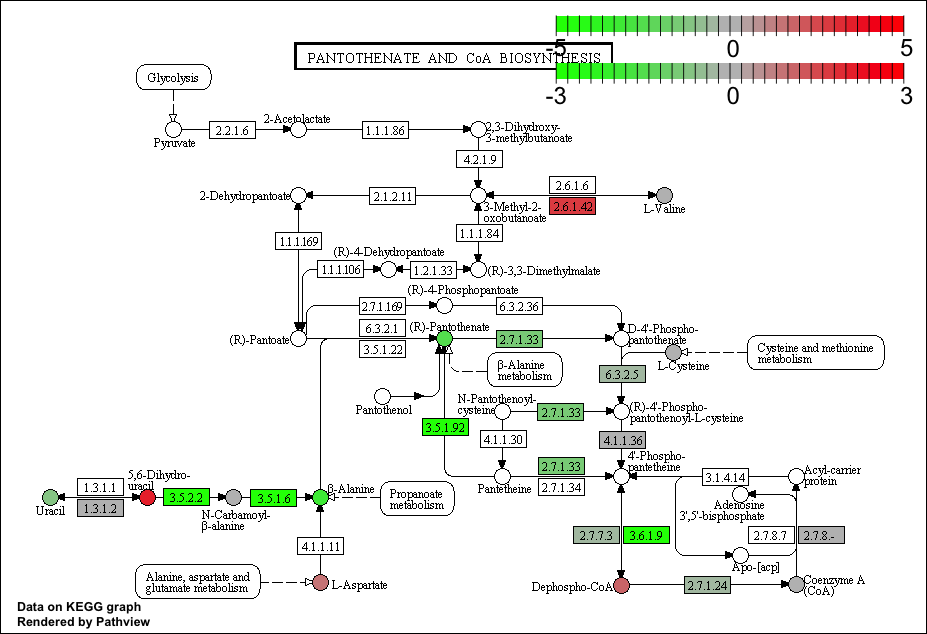 -5 0 5
PANTOTHENATE AND CoA BIOSYNTHESIS
-3 0 3
Glycolysis
2-Acetolactate
2,3-Dihydroxy-
3-methylbutanoate
2.2.1.6
1.1.1.86
Pyruvate
4.2.1.9
2.6.1.6
2-Dehydropantoate
2.1.2.11
2.6.1.42
3-Methyl-2-
oxobutanoate
L-Valine
1.1.1.84
1.1.1.169
(R)-4-Dehydropantoate
1.1.1.106
1.2.1.33
(R)-3,3-Dimethylmalate
(R)-4-Phosphopantoate
2.7.1.169
6.3.2.36
(R)-Pantoate
6.3.2.1
3.5.1.22
(R)-Pantothenate
2.7.1.33
D-4'-Phospho-
pantothenate
β-Alanine
metabolism
L-Cysteine
Cysteine and methionine
metabolism
6.3.2.5
Pantothenol
N-Pantothenoyl-
cysteine
2.7.1.33
(R)-4'-Phospho-
pantothenoyl-L-cysteine
3.5.1.92
4.1.1.30
4.1.1.36
4'-Phospho-
pantetheine
Pantetheine
2.7.1.33
2.7.1.34
3.1.4.14
Acyl-carrier
protein
5,6-Dihydro-
uracil
1.3.1.1
1.3.1.2
Uracil
3.5.2.2
N-Carbamoyl-
β-alanine
3.5.1.6
β-Alanine
Propanoate
metabolism
Adenosine
3',5'-bisphosphate
4.1.1.11
2.7.7.3
3.6.1.9
2.7.8.7
2.7.8.-
Apo-[acp]
Alanine, aspartate and
glutamate metabolism
L-Aspartate
Dephospho-CoA
2.7.1.24
Coenzyme A
(CoA)
Data on KEGG graph
Rendered by Pathview